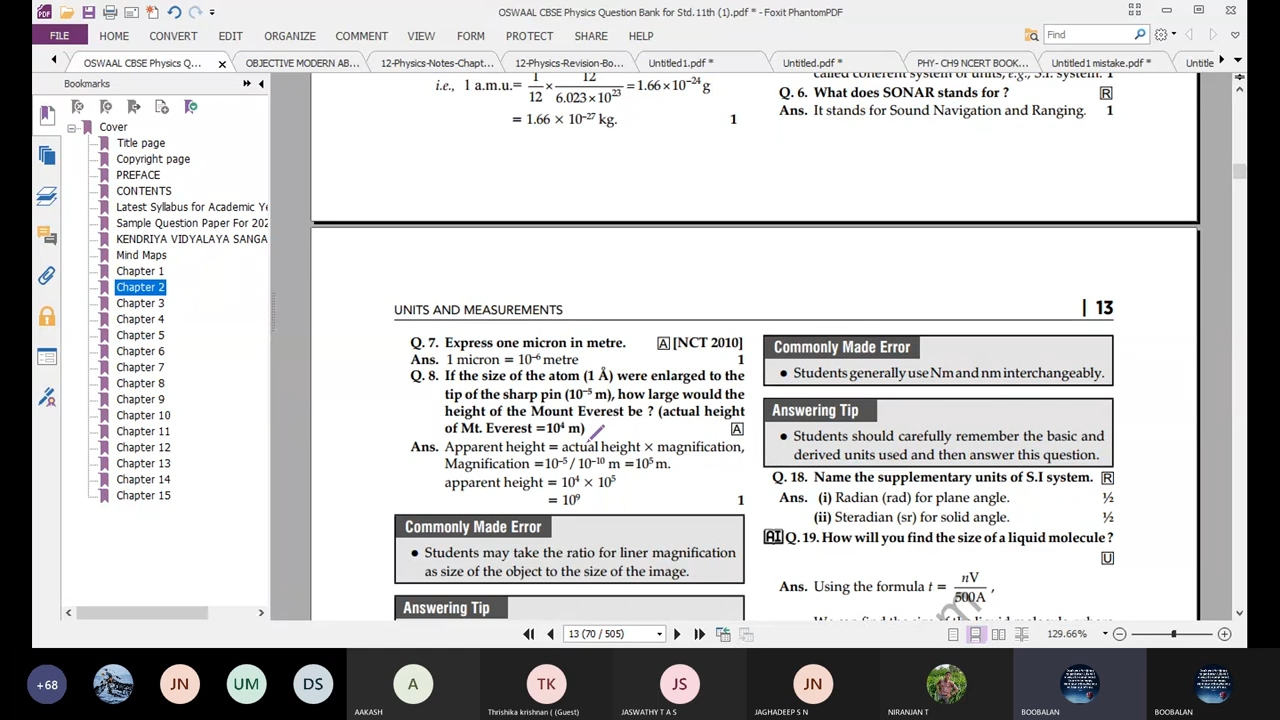 OSWAAL CBSE Physics Question Bank for Std.11th (1).pdf * - Foxit PhantomPDF
FILE HOME CONVERT EDIT ORGANIZE COMMENT VIEW FORM PROTECT SHARE HELP Find
OSWAAL CBSE Physics Q... x OBJECTIVE MODERN AB... 12-Physics-Notes-Chapt... 12-Physics-Revision-Bo... Untitled1.pdf * Untitled.pdf * PHY- CH9 NCERT BOOK... Untitled1 mistake.pdf * Untitle
Bookmarks
Cover
Title page
Copyright page
PREFACE
CONTENTS
Latest Syllabus for Academic Ye
Sample Question Paper For 202
KENDRIYA VIDYALAYA SANGA
Mind Maps
Chapter 1
Chapter 2
Chapter 3
Chapter 4
Chapter 5
Chapter 6
Chapter 7
Chapter 8
Chapter 9
Chapter 10
Chapter 11
Chapter 12
Chapter 13
Chapter 14
Chapter 15
i.e., 1 a.m.u.= 1/12 × 12/6.023×10²³ =1.66×10⁻²⁴ g
= 1.66 × 10⁻²⁷ kg. 1
called coherent system of units, e.g., S.I. system. 1
Q. 6. What does SONAR stands for ? R
Ans. It stands for Sound Navigation and Ranging. 1
UNITS AND MEASUREMENTS | 13
Q. 7. Express one micron in metre. A [NCT 2010]
Ans. 1 micron = 10⁻⁶ metre 1
Q. 8. If the size of the atom (1 Å) were enlarged to the
tip of the sharp pin (10⁻⁵ m), how large would the
height of the Mount Everest be ? (actual height
of Mt. Everest =10⁴ m) A
Ans. Apparent height = actual height × magnification,
Magnification =10⁻⁵/10⁻¹⁰ m =10⁵ m.
apparent height = 10⁴ × 10⁵
= 10⁹ 1
Commonly Made Error
• Students may take the ratio for liner magnification
as size of the object to the size of the image.
Answering Tip
Commonly Made Error
• Students generally use Nm and nm interchangeably.
Answering Tip
• Students should carefully remember the basic and
derived units used and then answer this question.
Q. 18. Name the supplementary units of S.I system. R
Ans. (i) Radian (rad) for plane angle. ½
(ii) Steradian (sr) for solid angle. ½
AI Q. 19. How will you find the size of a liquid molecule ?
U
Ans. Using the formula t = nV/500A ,
13 (70 / 505) 129.66%
+68 JN UM DS A TK JS JN
AAKASH Thrishika krishnan ( (Guest) JASWATHY T A S JAGHADEEP S N NIRANJAN T BOOBALAN BOOBALAN